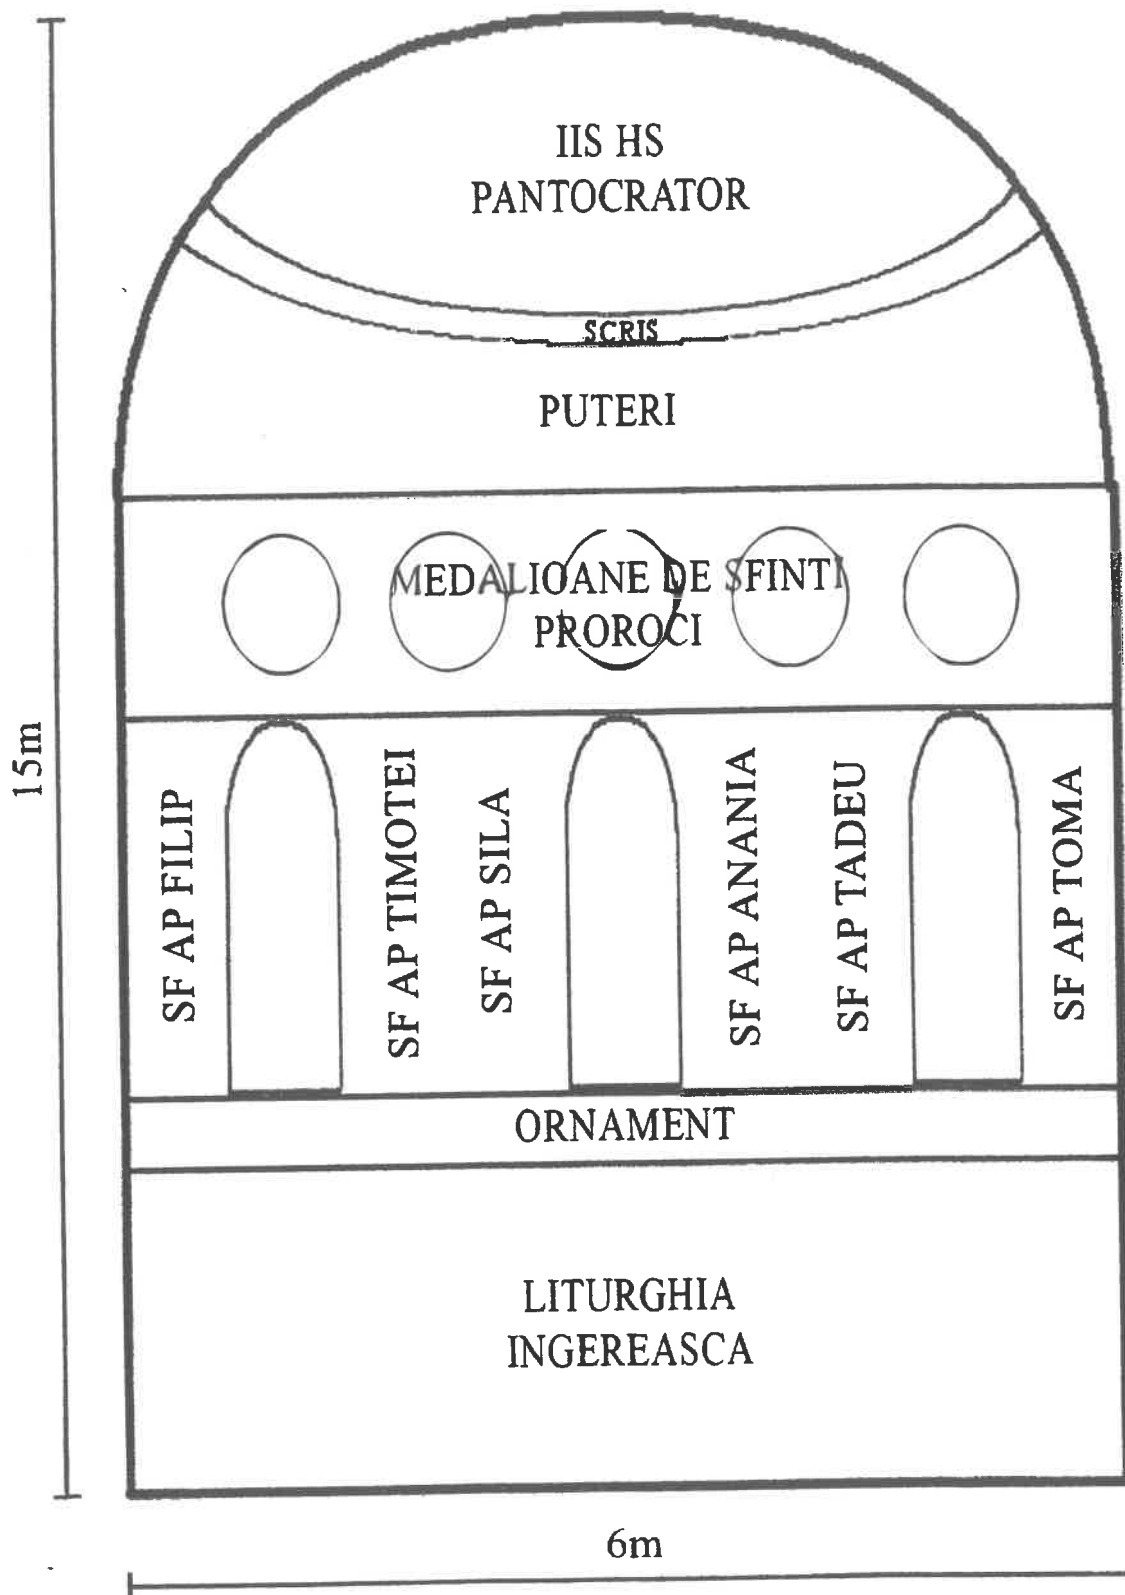 IIS HS
PANTOCRATOR
SCRIS
PUTERI
MEDALIOANE DE SFINTI
PROROCI
15m
SF AP FILIP
SF AP TIMOTEI
SF AP SILA
SF AP ANANIA
SF AP TADEU
SF AP TOMA
ORNAMENT
LITURGHIA
INGEREASCA
6m